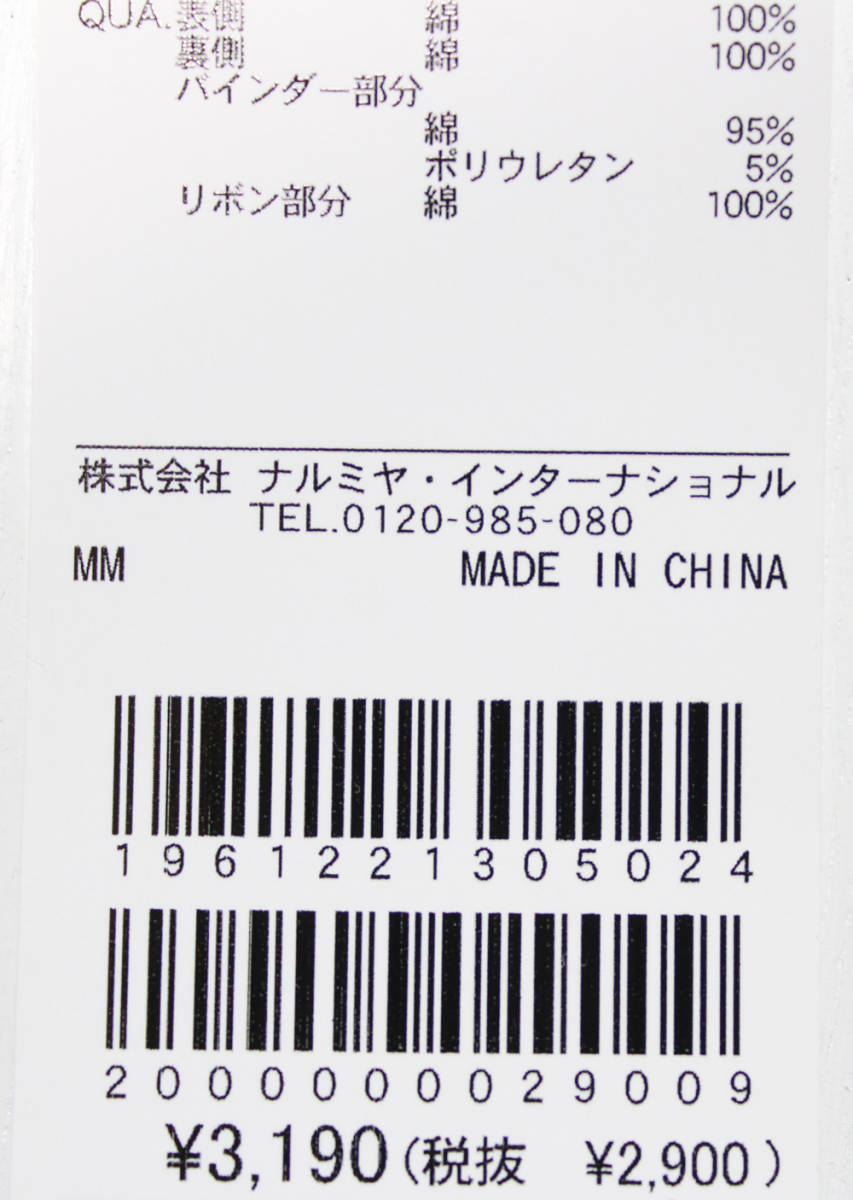 QUA.表側 綿 100%
裏側 綿 100%
バインダー部分
綿 95%
ポリウレタン 5%
リボン部分 綿 100%
株式会社 ナルミヤ・インターナショナル
TEL.0120-985-080
MM MADE IN CHINA
1961221305024
2000000029009
¥3,190(税抜 ¥2,900)